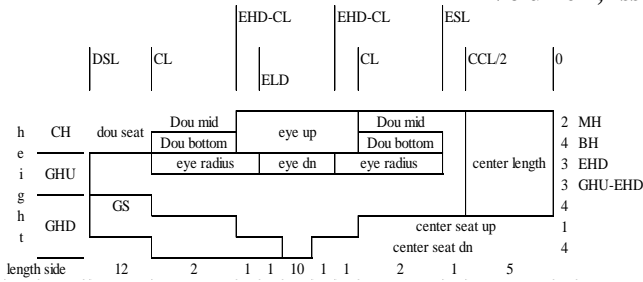 EHD-CL EHD-CL ESL
DSL CL CL CCL/2 0
ELD
Dou mid Dou mid 2 MH
h CH dou seat eye up
Dou bottom Dou bottom 4 BH
e eye radius eye dn eye radius center length 3 EHD
i GHU 3 GHU-EHD
g GS 4
h GHD center seat up 1
t center seat dn 4
length side 12 2 1 1 10 1 1 2 1 5